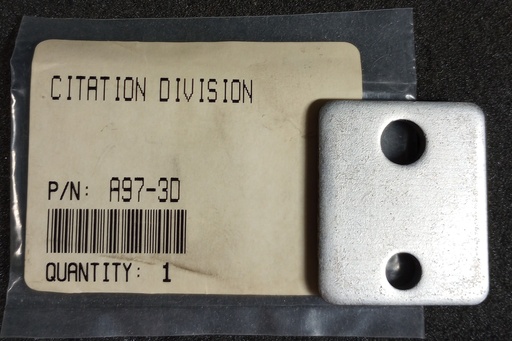 CITATION DIVISION
P/N: A97-3D
QUANTITY: 1